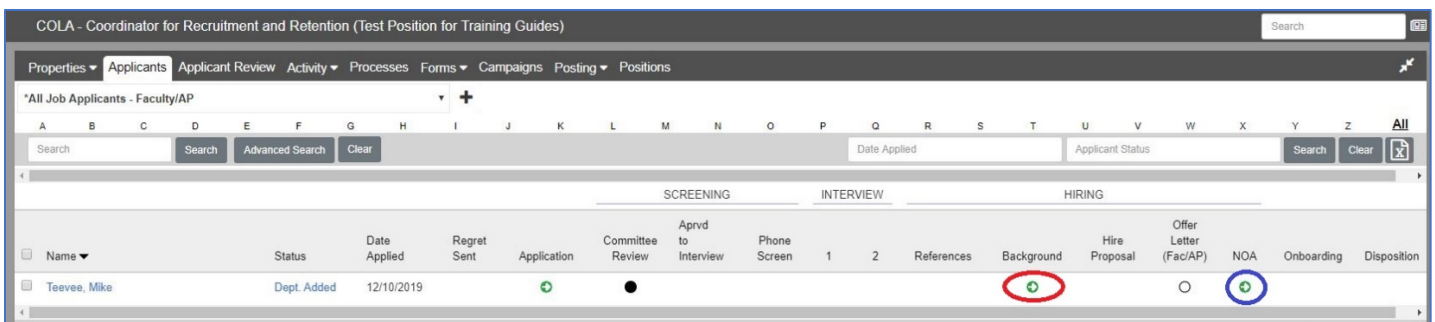 COLA - Coordinator for Recruitment and Retention (Test Position for Training Guides) Search
Properties Applicants Applicant Review Activity Processes Forms Campaigns Posting Positions
*All Job Applicants - Faculty/AP
A B C D E F G H I J K L M N O P Q R S T U V W X Y Z All
Search Search Advanced Search Clear Date Applied Applicant Status Search Clear
SCREENING INTERVIEW HIRING
Name Status Date Applied Regret Sent Application Committee Review Aprvd to Interview Phone Screen 1 2 References Background Hire Proposal Offer Letter (Fac/AP) NOA Onboarding Disposition
Teevee, Mike Dept. Added 12/10/2019